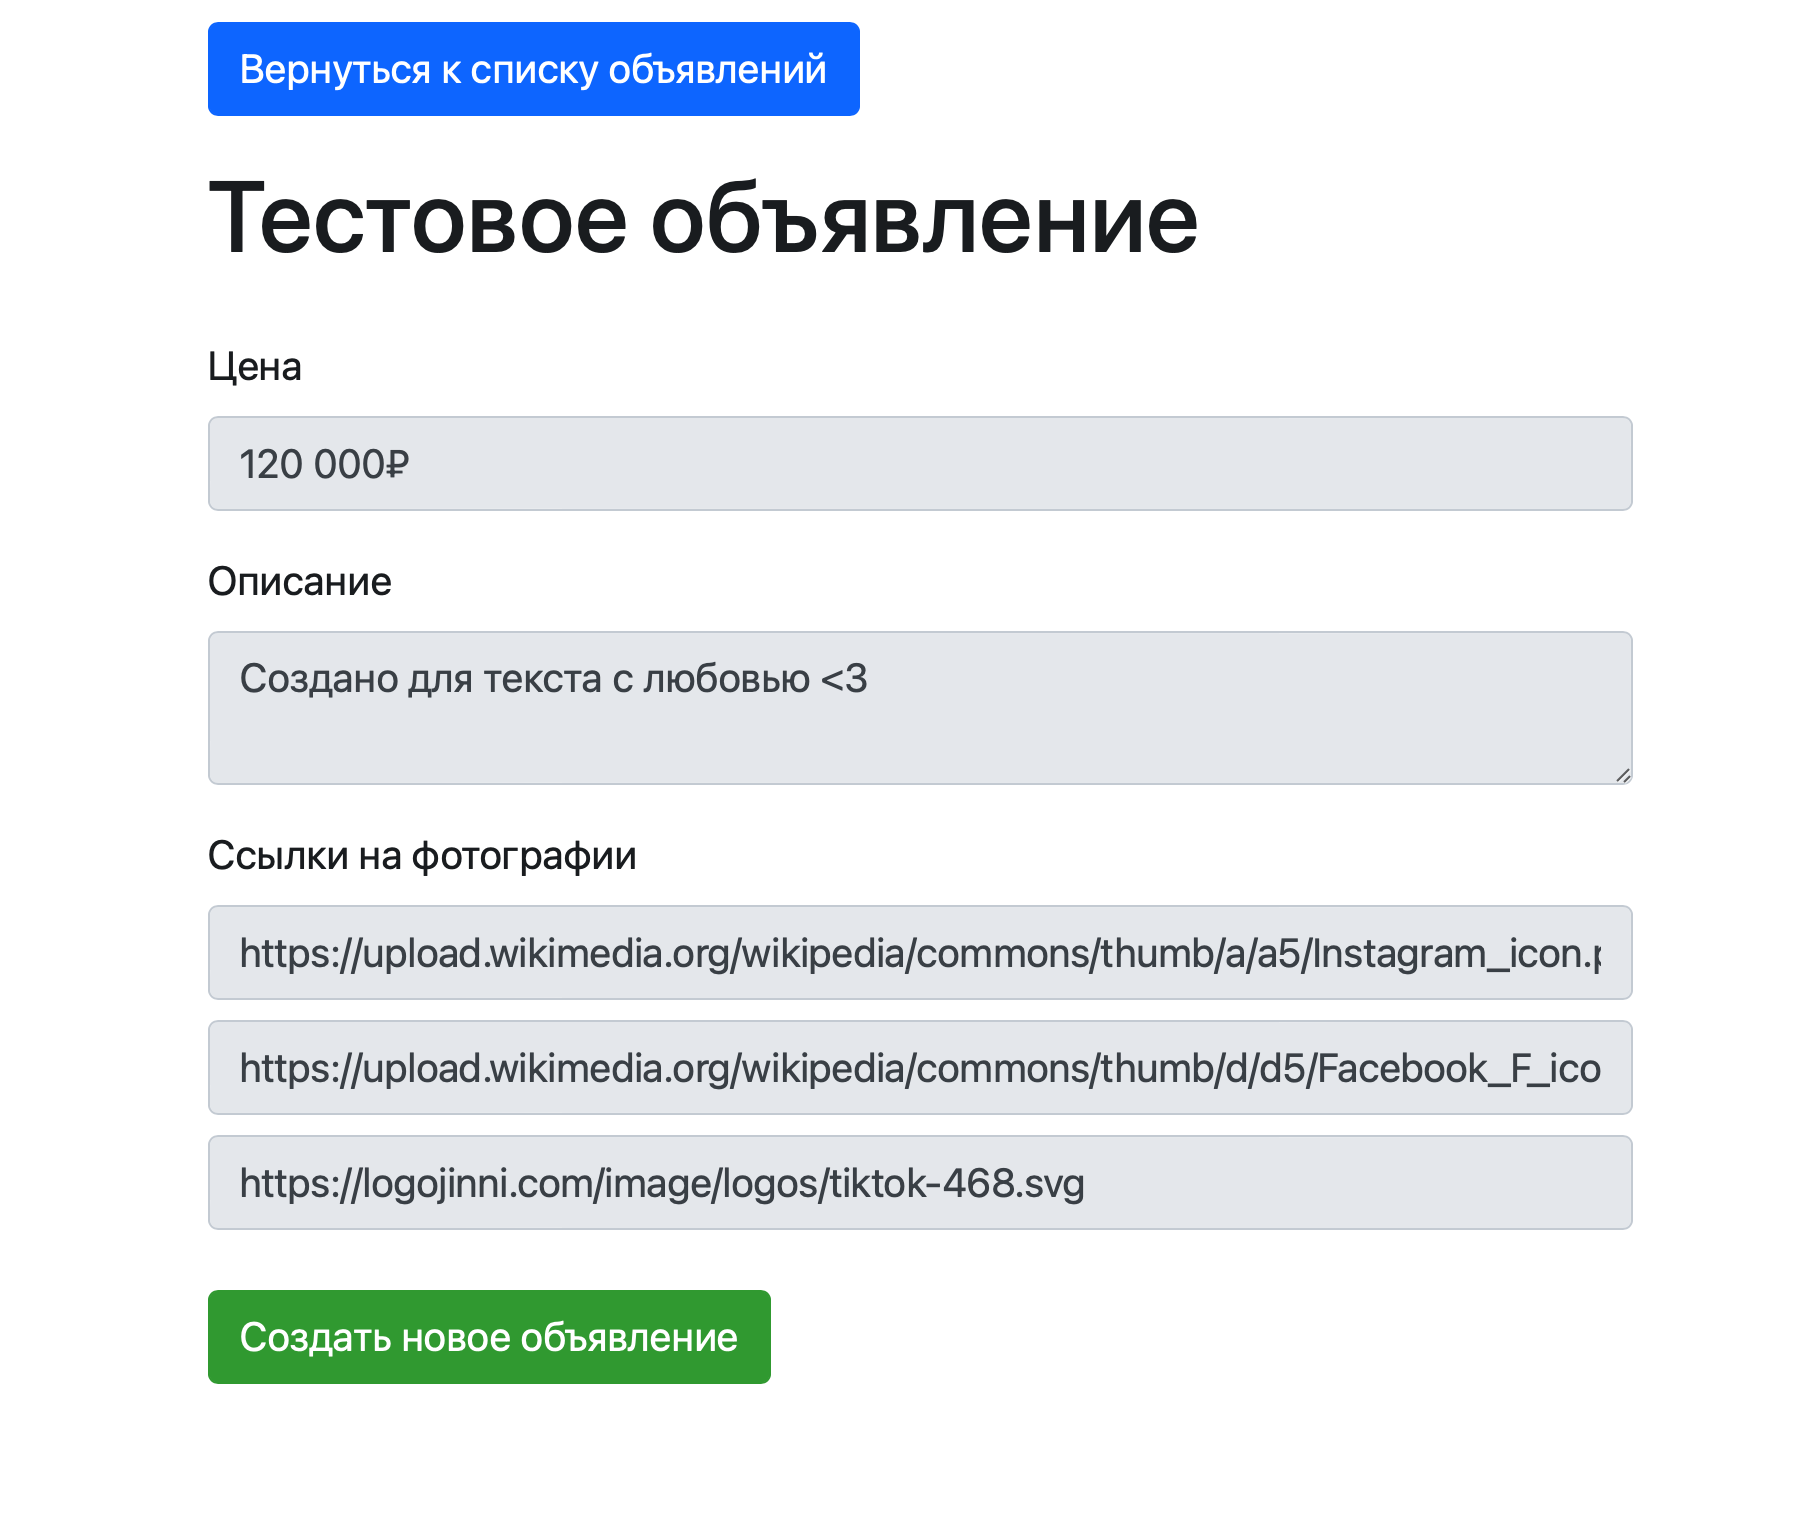 Вернуться к списку объявлений
Тестовое объявление
Цена
120 000₽
Описание
Создано для текста с любовью <3
Ссылки на фотографии
https://upload.wikimedia.org/wikipedia/commons/thumb/a/a5/Instagram_icon.p
https://upload.wikimedia.org/wikipedia/commons/thumb/d/d5/Facebook_F_ico
https://logojinni.com/image/logos/tiktok-468.svg
Создать новое объявление